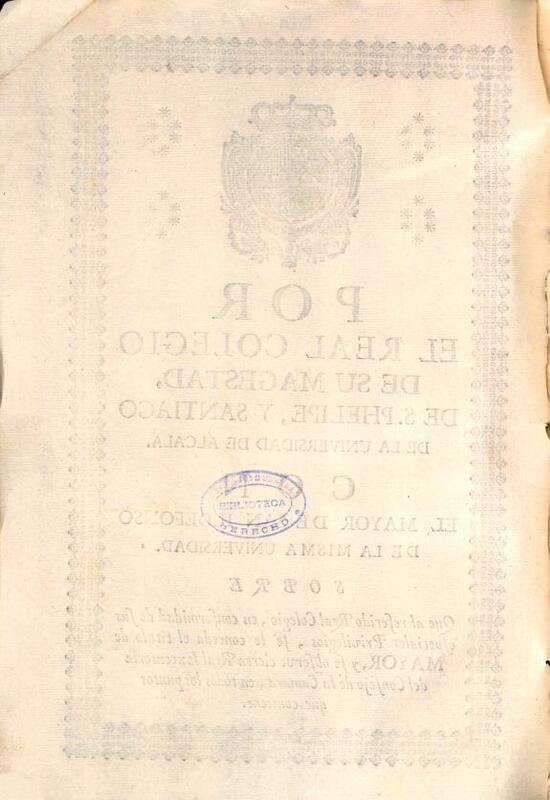 POR
EL REAL COLEGIO
DE SU MAGESTAD,
DE S. PHELIPE, Y SANTIAGO
DE LA UNIVERSIDAD DE ALCALA.
CON
EL MAYOR DE DEFONSO
DE LA MISMA UNIVERSIDAD.
SOBRE
Que al referido Real Colegio, en conformidad de sus
Especiales Privilegios, se le conceda el titulo de
MAYOR, y se observe cierta Real Executoria
del Consejo de la Camara, en todos los puntos
que contiene.
BIBLIOTECA
DERECHO